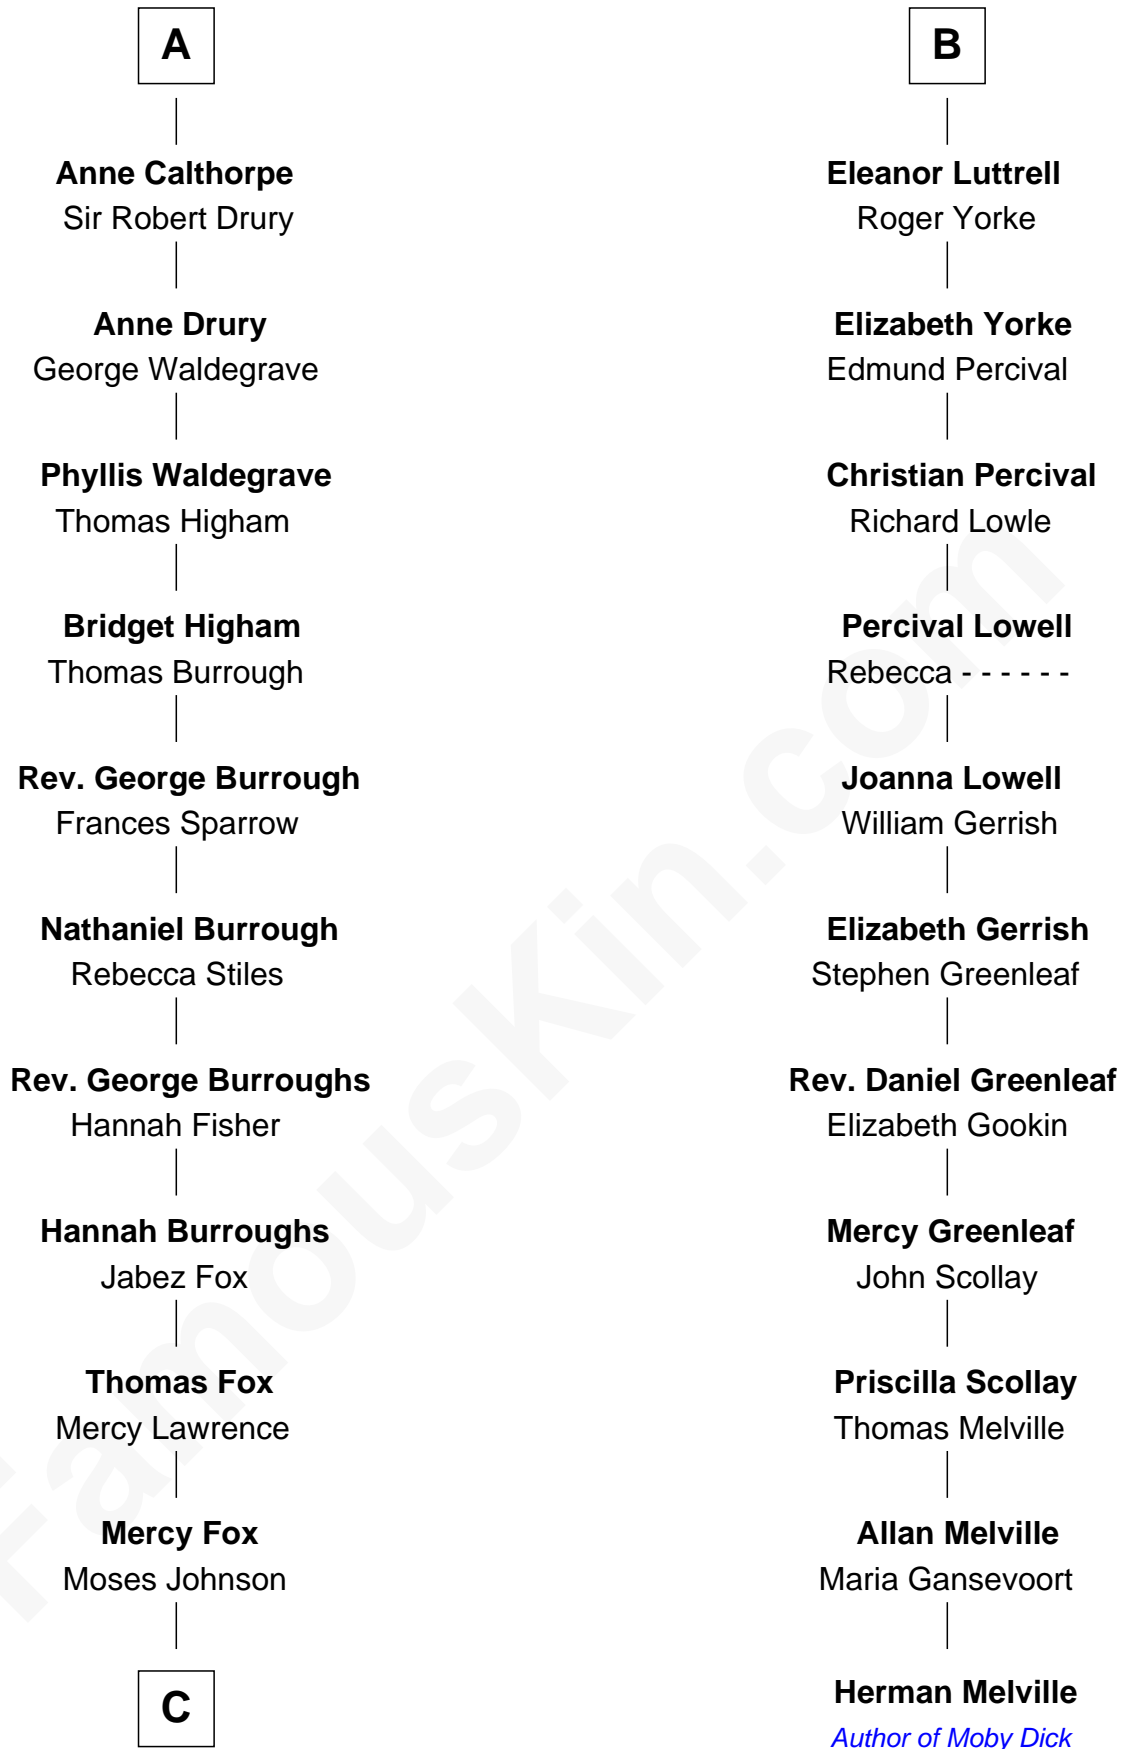 A
Anne Calthorpe
Sir Robert Drury
Anne Drury
George Waldegrave
Phyllis Waldegrave
Thomas Higham
Bridget Higham
Thomas Burrough
Rev. George Burrough
Frances Sparrow
Nathaniel Burrough
Rebecca Stiles
Rev. George Burroughs
Hannah Fisher
Hannah Burroughs
Jabez Fox
Thomas Fox
Mercy Lawrence
Mercy Fox
Moses Johnson
C
B
Eleanor Luttrell
Roger Yorke
Elizabeth Yorke
Edmund Percival
Christian Percival
Richard Lowle
Percival Lowell
Rebecca - - - - - -
Joanna Lowell
William Gerrish
Elizabeth Gerrish
Stephen Greenleaf
Rev. Daniel Greenleaf
Elizabeth Gookin
Mercy Greenleaf
John Scollay
Priscilla Scollay
Thomas Melville
Allan Melville
Maria Gansevoort
Herman Melville
Author of Moby Dick
FamousKin.com